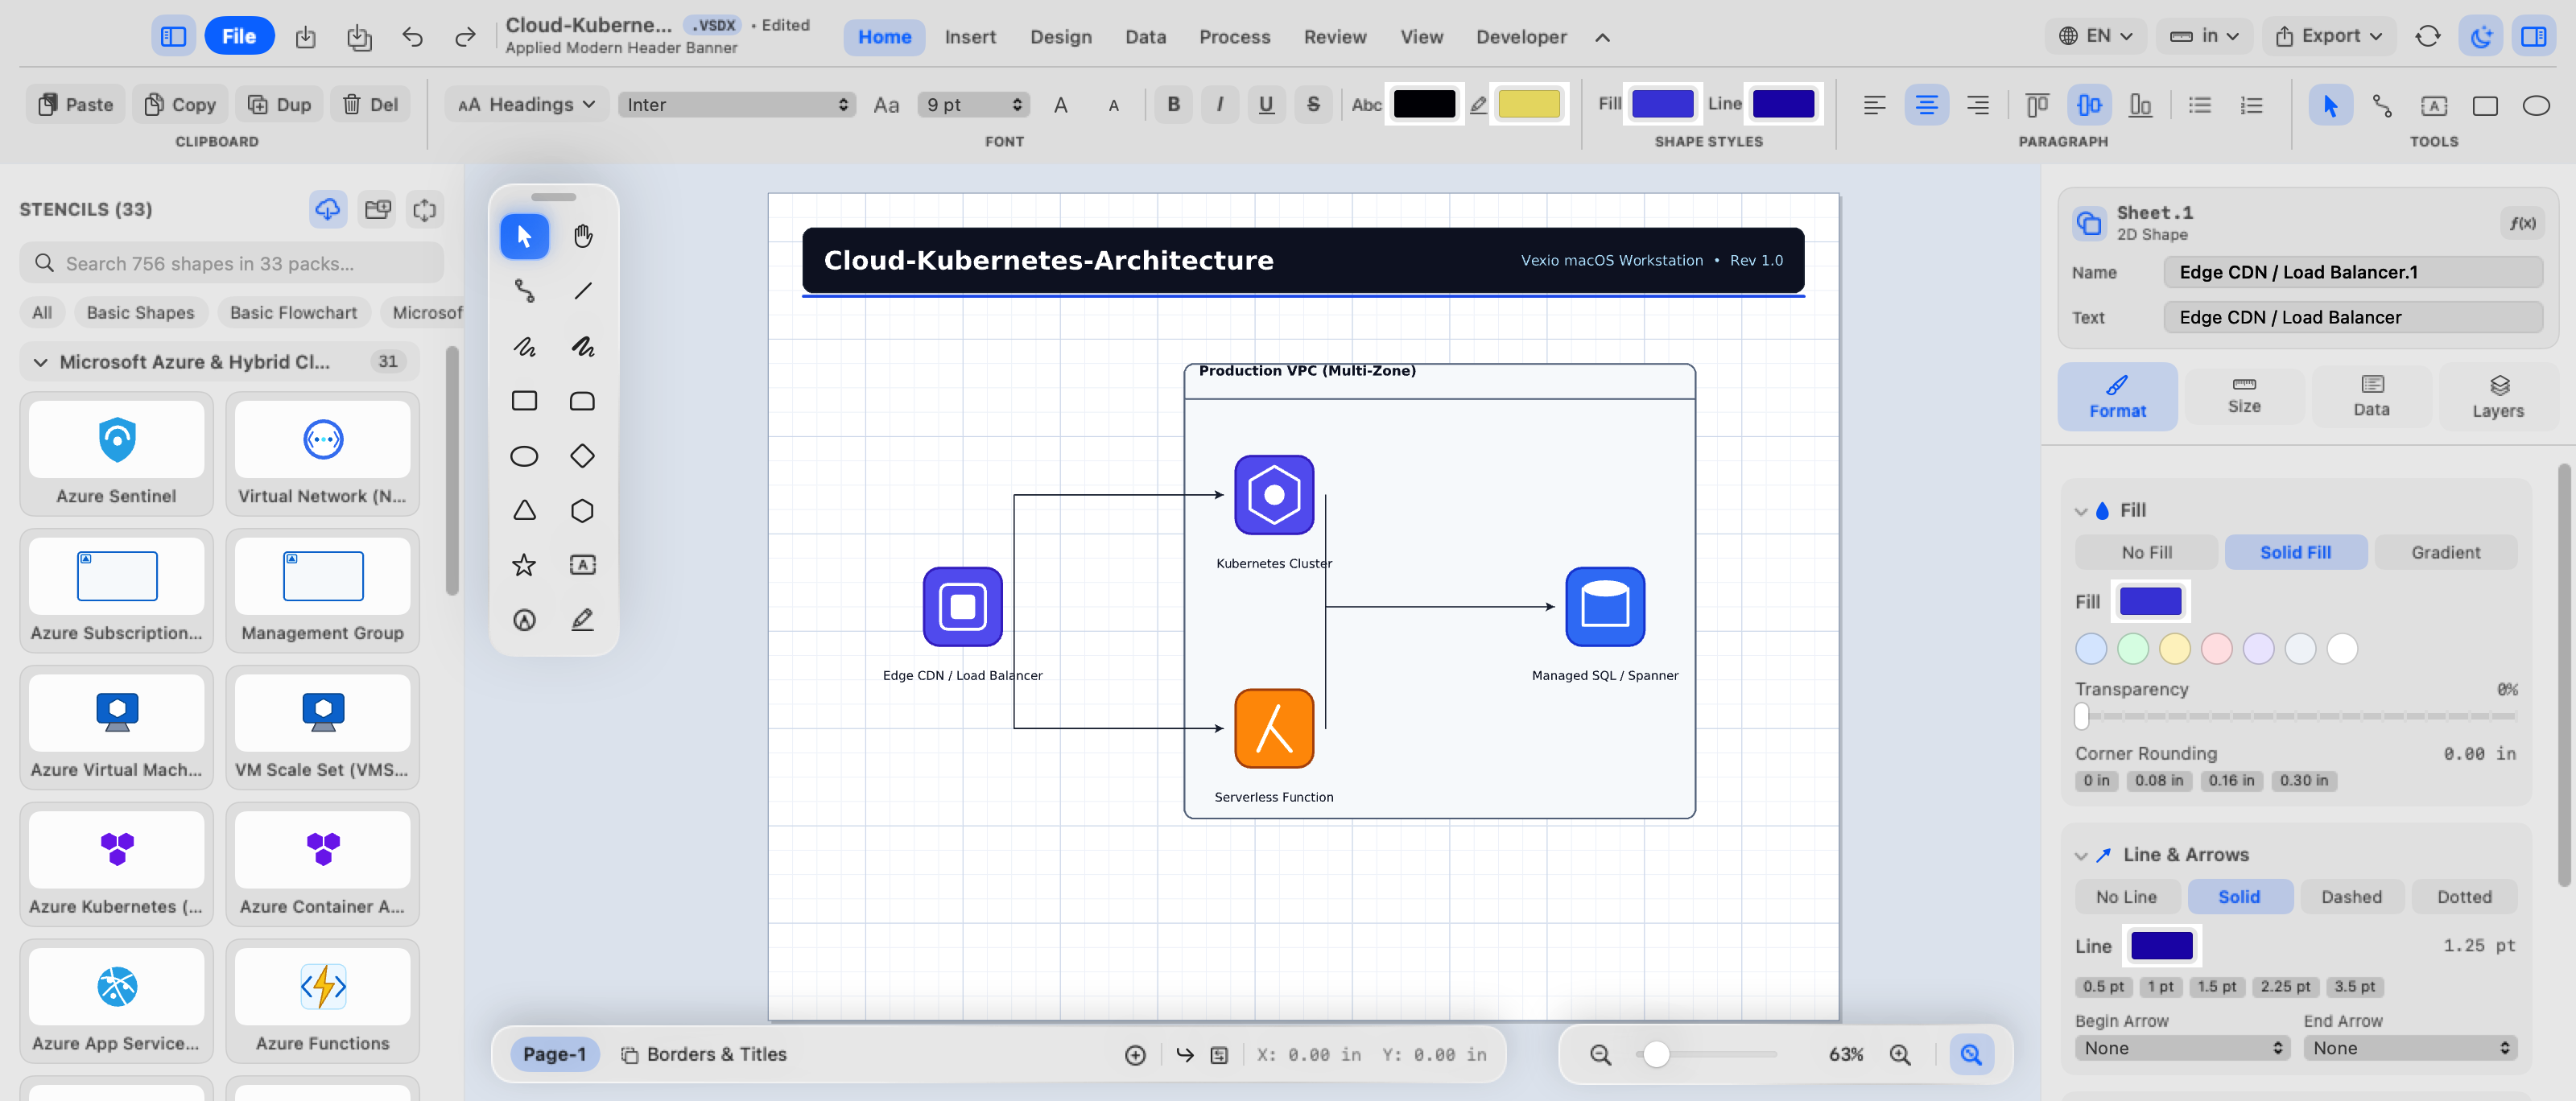 File
Cloud-Kuberne... .VSDX • Edited
Applied Modern Header Banner
Home Insert Design Data Process Review View Developer
EN in Export
Paste Copy Dup Del
CLIPBOARD
AA Headings Inter Aa 9 pt A A B I U S Abc
FONT
Fill Line
SHAPE STYLES
PARAGRAPH
A
TOOLS
STENCILS (33)
Search 756 shapes in 33 packs...
All Basic Shapes Basic Flowchart Microsof
Microsoft Azure & Hybrid Cl... 31
Azure Sentinel Virtual Network (N...
Azure Subscription... Management Group
Azure Virtual Mach... VM Scale Set (VMS...
Azure Kubernetes (... Azure Container A...
Azure App Service... Azure Functions
A
A
Cloud-Kubernetes-Architecture
Vexio macOS Workstation • Rev 1.0
Production VPC (Multi-Zone)
Kubernetes Cluster
Edge CDN / Load Balancer
Managed SQL / Spanner
Serverless Function
Page-1 Borders & Titles X: 0.00 in Y: 0.00 in
63%
Sheet.1
2D Shape
f(x)
Name Edge CDN / Load Balancer.1
Text Edge CDN / Load Balancer
Format Size Data Layers
Fill
No Fill Solid Fill Gradient
Fill
Transparency 0%
Corner Rounding 0.00 in
0 in 0.08 in 0.16 in 0.30 in
Line & Arrows
No Line Solid Dashed Dotted
Line 1.25 pt
0.5 pt 1 pt 1.5 pt 2.25 pt 3.5 pt
Begin Arrow End Arrow
None None